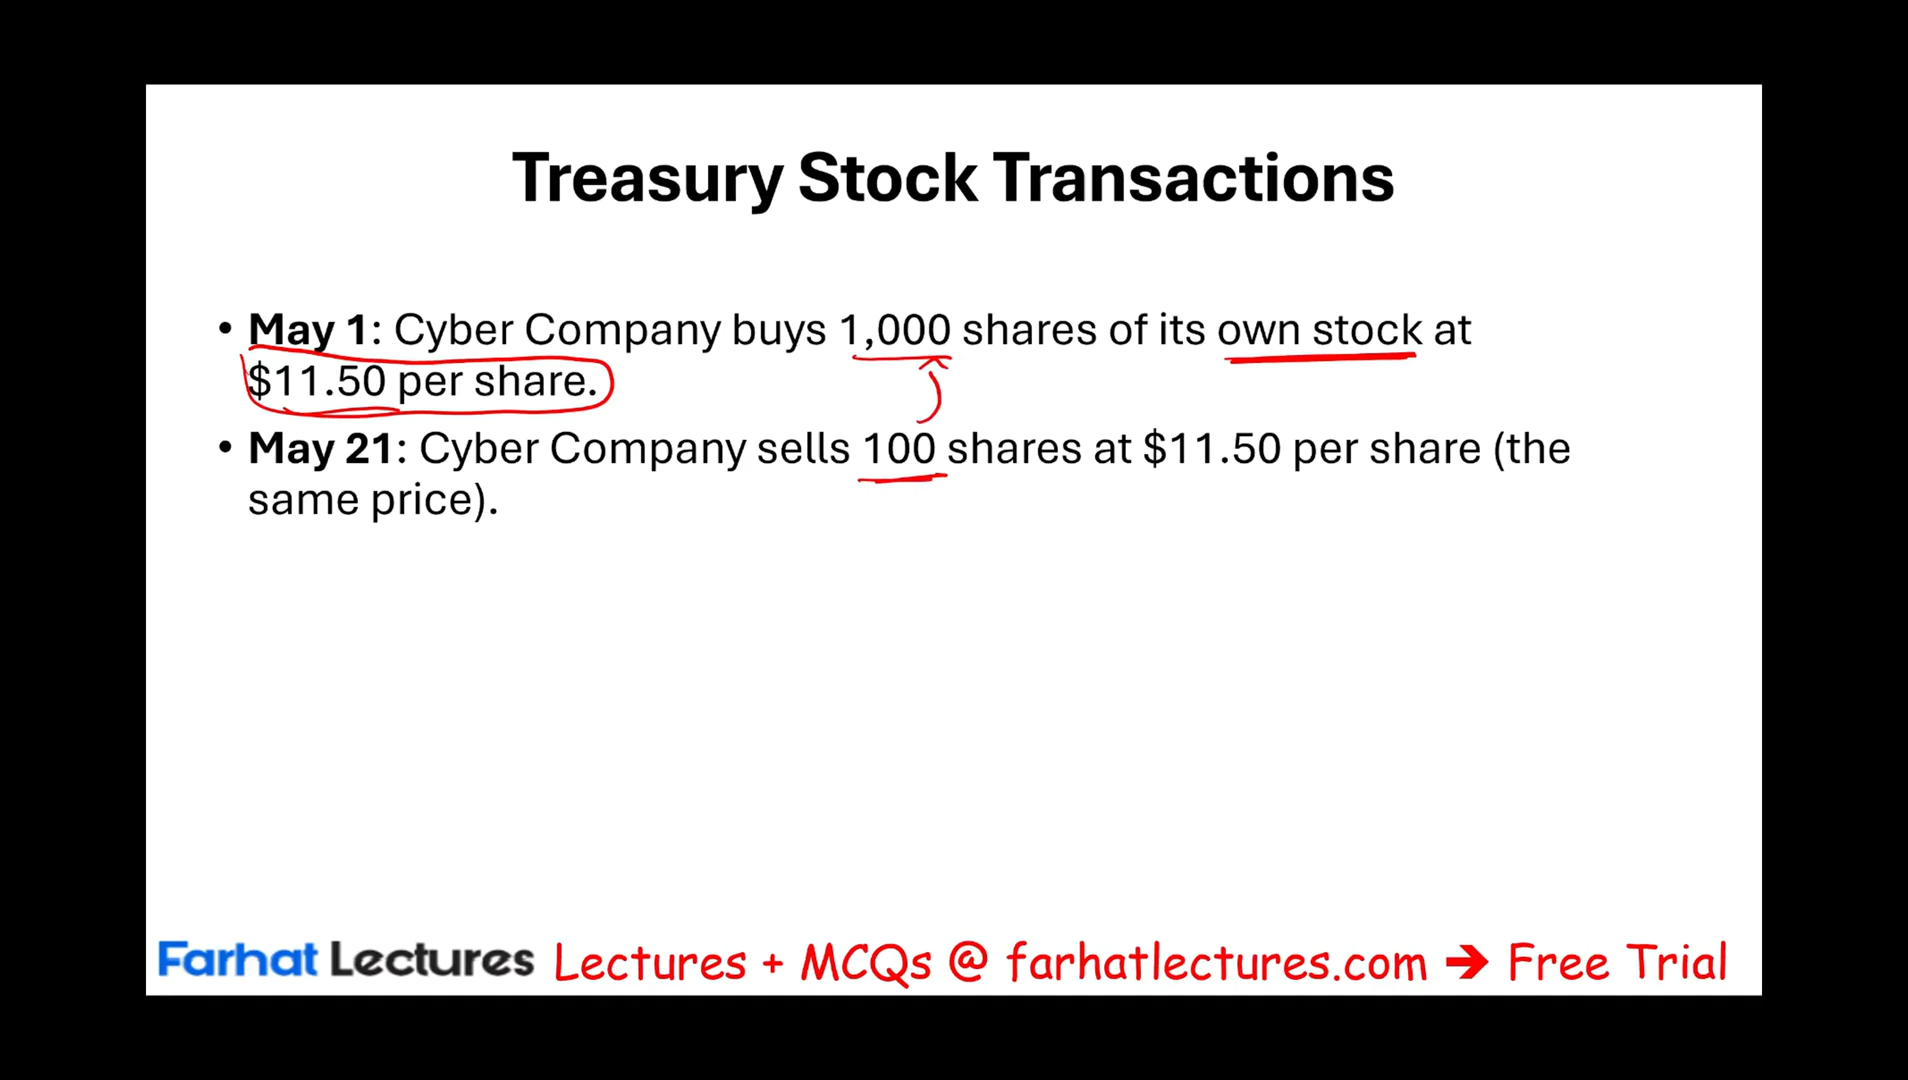 Treasury Stock Transactions
• May 1: Cyber Company buys 1,000 shares of its own stock at
$11.50 per share.
• May 21: Cyber Company sells 100 shares at $11.50 per share (the
same price).
Farhat Lectures Lectures + MCQs @ farhatlectures.com ➔ Free Trial